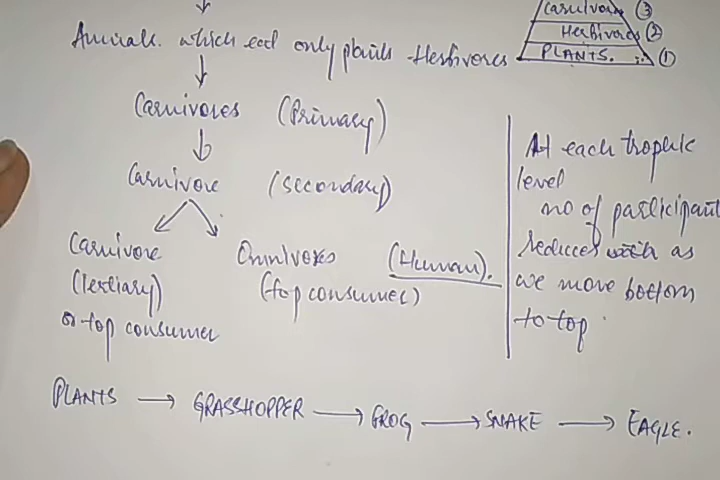 Carnivores ③
Herbivores ②
PLANTS. ①
Animals. which eat only plants Herbivores
Carnivores (Primary)
Carnivore (secondary)
Carnivore
(Tertiary)
or top consumer
Omnivores (Human).
(top consumer)
At each trophic
level
no of participant
reduces as
we move bottom
to top.
PLANTS → GRASSHOPPER → FROG → SNAKE → EAGLE.